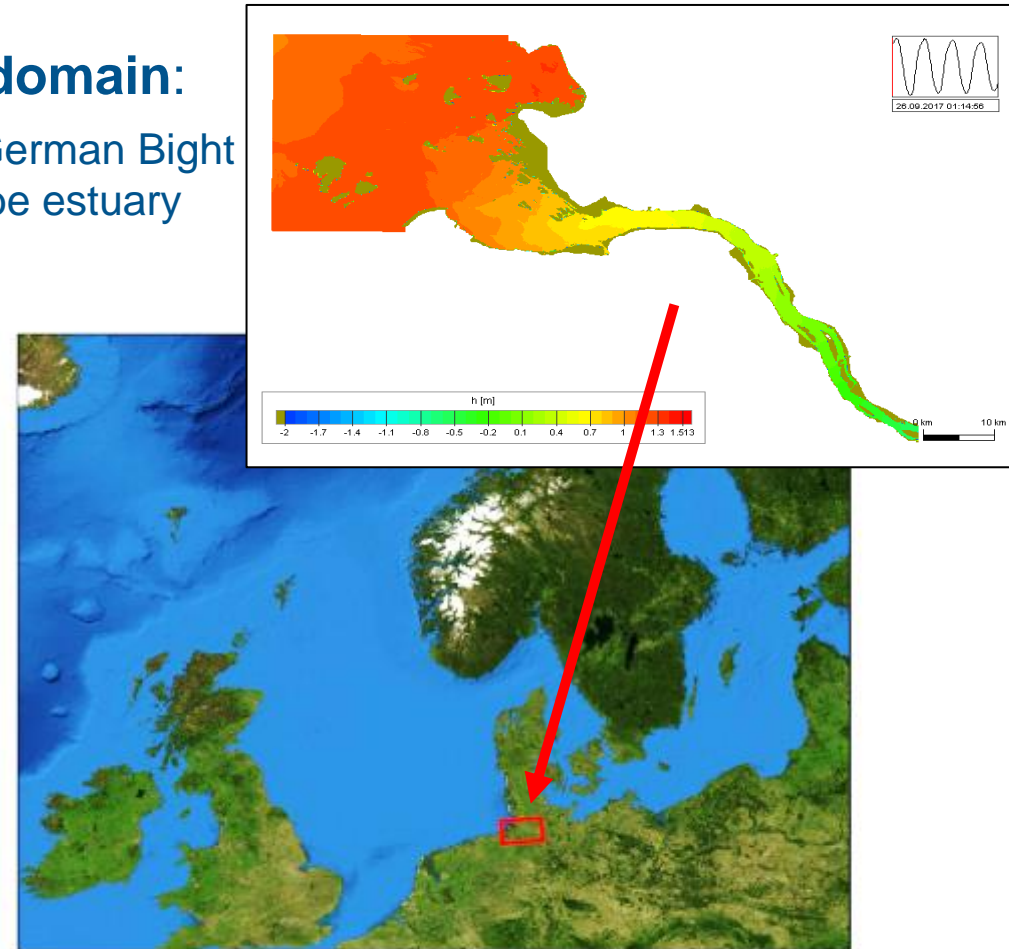 domain:
German Bight
be estuary
26.09.2017 01:14:56
h [m]
-2 -1.7 -1.4 -1.1 -0.8 -0.5 -0.2 0.1 0.4 0.7 1 1.3 1.513
0 km 10 km